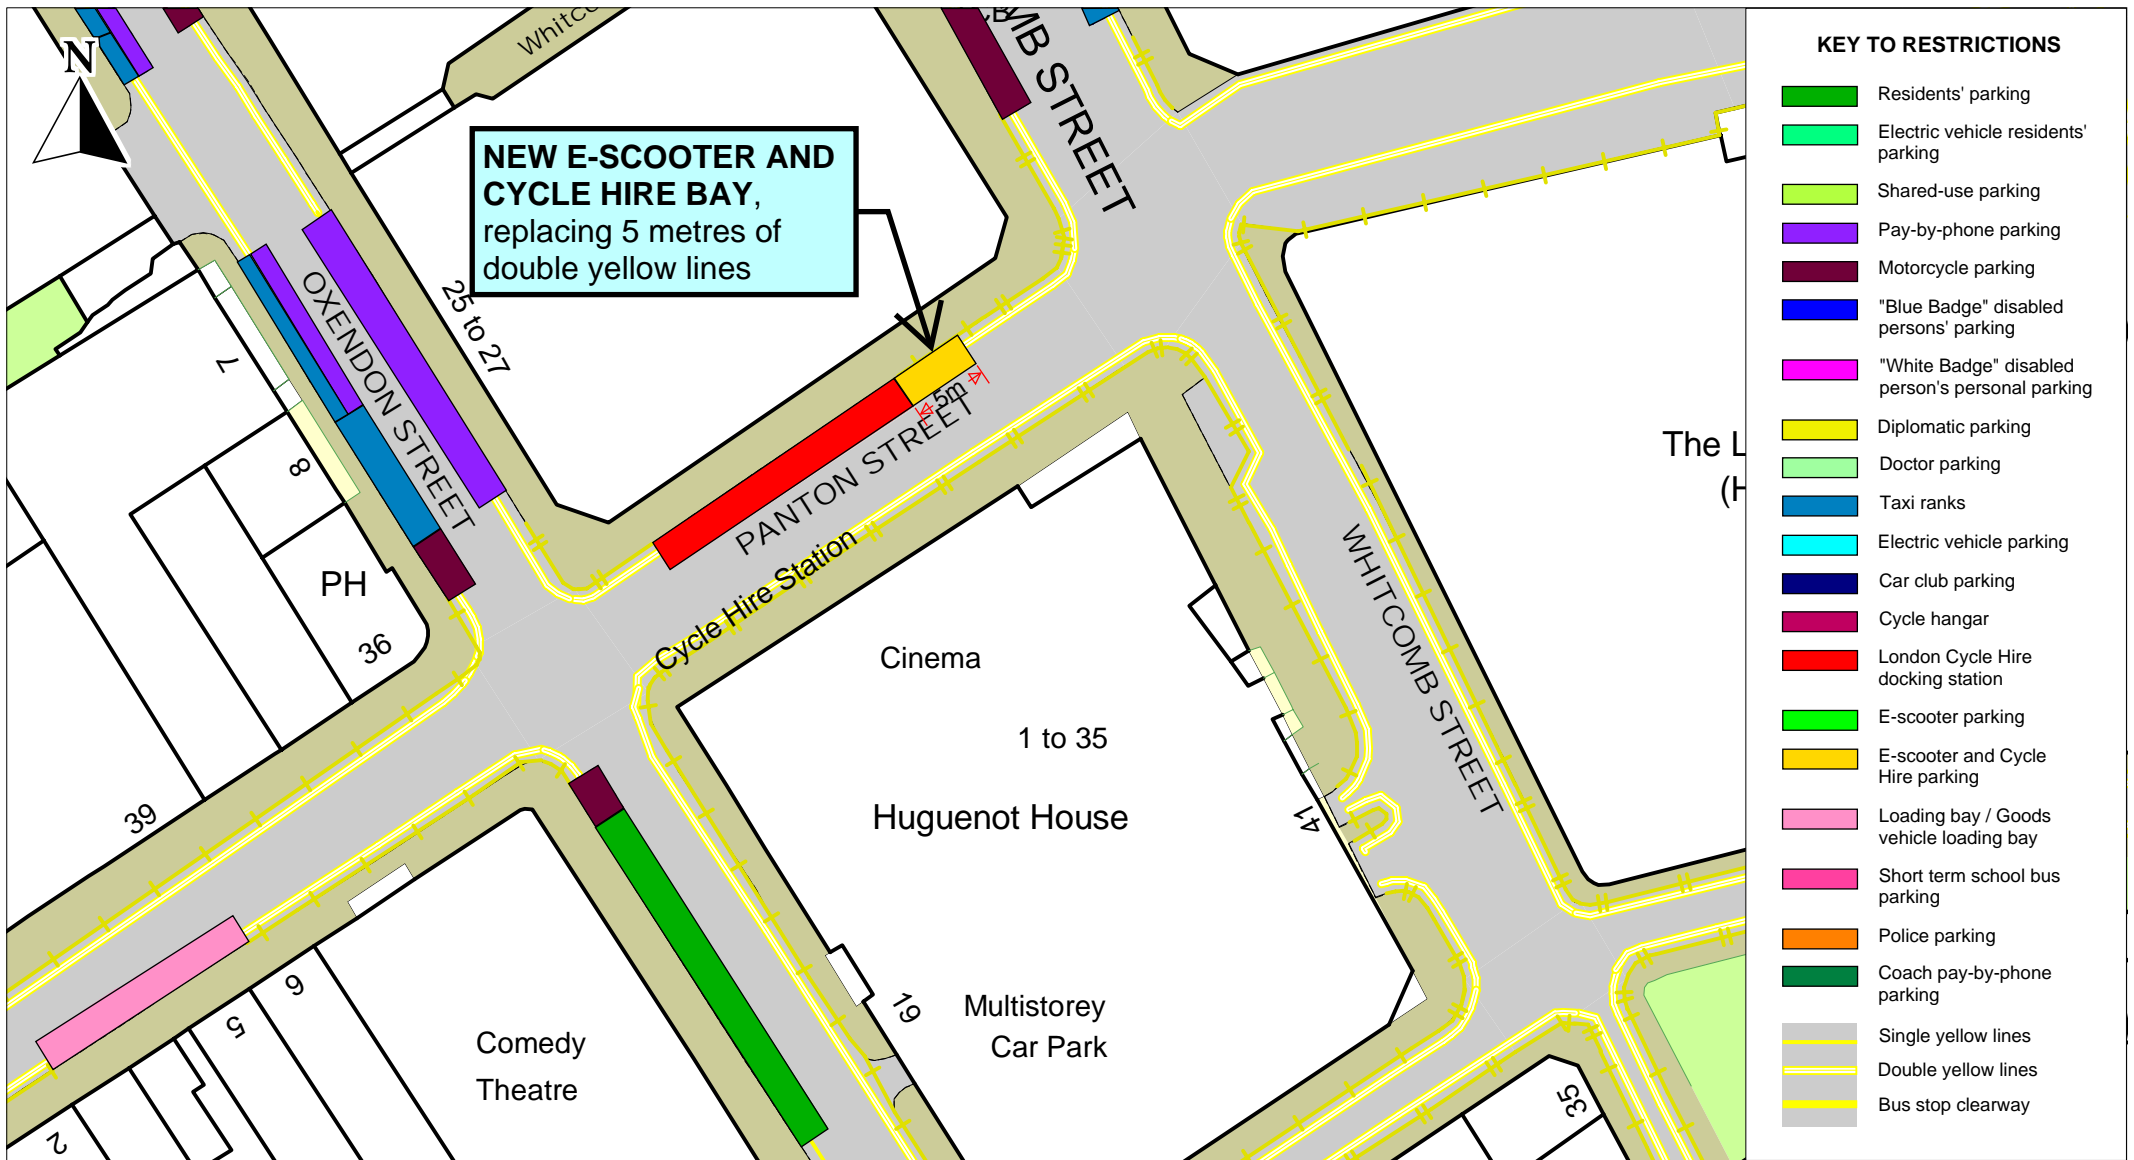 N
Whitco
CB
MB STREET
NEW E-SCOOTER AND
CYCLE HIRE BAY,
replacing 5 metres of
double yellow lines
OXENDON STREET
25 to 27
7
8
5m
PANTON STREET
Cycle Hire Station
PH
36
39
Cinema
1 to 35
Huguenot House
41
WHITCOMB STREET
The L
(H
19
Multistorey
Car Park
Comedy
Theatre
6
5
2
35
KEY TO RESTRICTIONS
Residents' parking
Electric vehicle residents'
parking
Shared-use parking
Pay-by-phone parking
Motorcycle parking
"Blue Badge" disabled
persons' parking
"White Badge" disabled
person's personal parking
Diplomatic parking
Doctor parking
Taxi ranks
Electric vehicle parking
Car club parking
Cycle hangar
London Cycle Hire
docking station
E-scooter parking
E-scooter and Cycle
Hire parking
Loading bay / Goods
vehicle loading bay
Short term school bus
parking
Police parking
Coach pay-by-phone
parking
Single yellow lines
Double yellow lines
Bus stop clearway